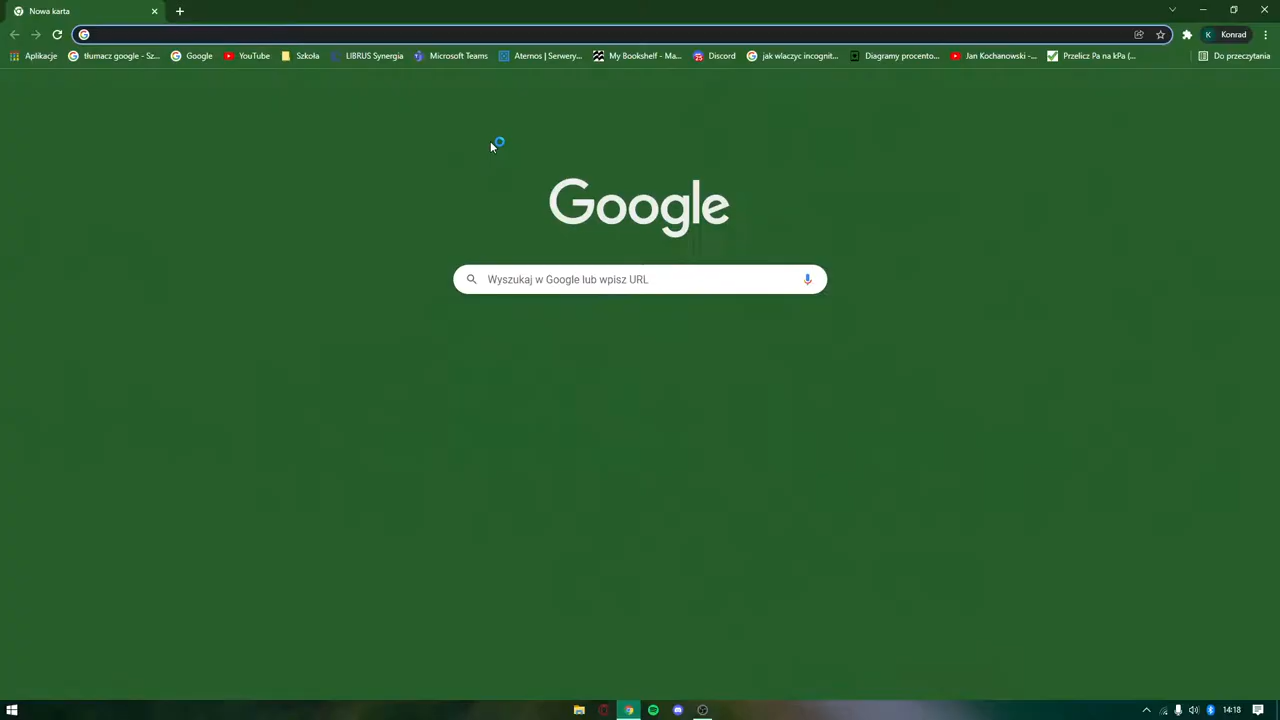 Nowa karta
K Konrad
Aplikacje tłumacz google - Sz... Google YouTube Szkoła LIBRUS Synergia Microsoft Teams Aternos | Serwery... My Bookshelf - Ma... Discord jak wlaczyc incognit... Diagramy procento... Jan Kochanowski -... Przelicz Pa na kPa (... Do przeczytania
Google
Wyszukaj w Google lub wpisz URL
14:18